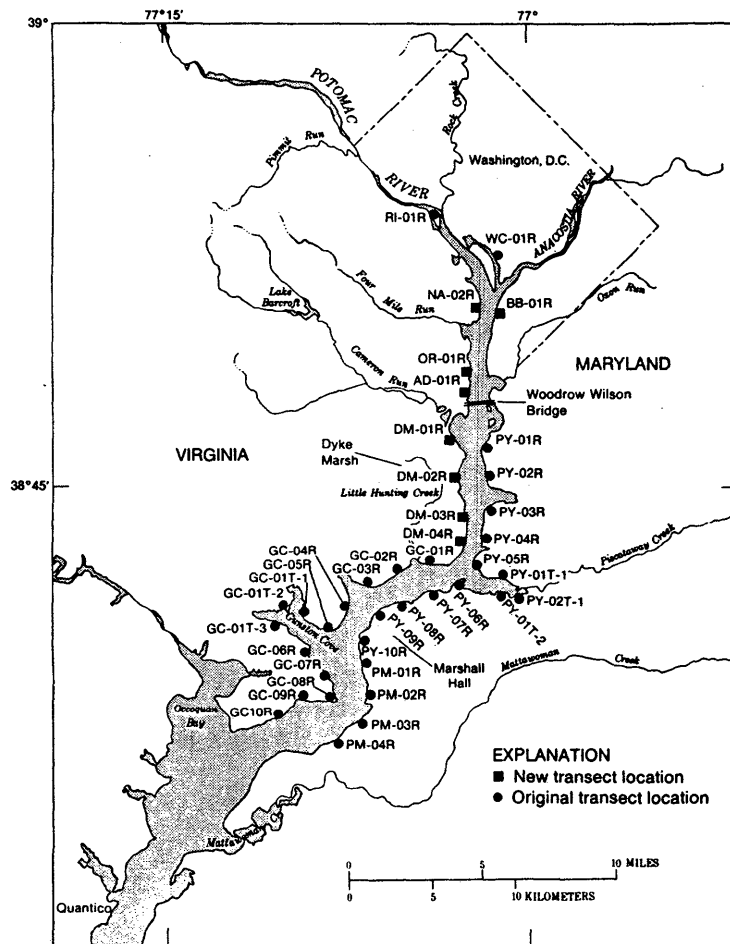 77°15'
77°
39°
POTOMAC
RIVER
Rock Creek
Pimmit Run
Washington, D.C.
RI-01R
WC-01R
ANACOSTIA RIVER
Four Mile Run
Lake Barcroft
NA-02R
BB-01R
Oxon Run
Cameron Run
OR-01R
AD-01R
MARYLAND
Woodrow Wilson
Bridge
DM-01R
PY-01R
VIRGINIA
Dyke
Marsh
DM-02R
PY-02R
38°45'
Little Hunting Creek
DM-03R
PY-03R
DM-04R
PY-04R
GC-04R
GC-05R
GC-01T-1
GC-02R
GC-03R
GC-01R
PY-05R
Piscataway Creek
GC-01T-2
PY-01T-1
PY-02T-1
GC-01T-3
Gunston Cove
PY-06R
PY-01T-2
PY-07R
PY-08R
PY-09R
GC-06R
PY-10R
Marshall
Hall
Mattawoman Creek
GC-07R
PM-01R
GC-08R
GC-09R
PM-02R
Occoquan
Bay
GC10R
PM-03R
PM-04R
EXPLANATION
New transect location
Original transect location
Mattawoman
0 5 10 MILES
0 5 10 KILOMETERS
Quantico